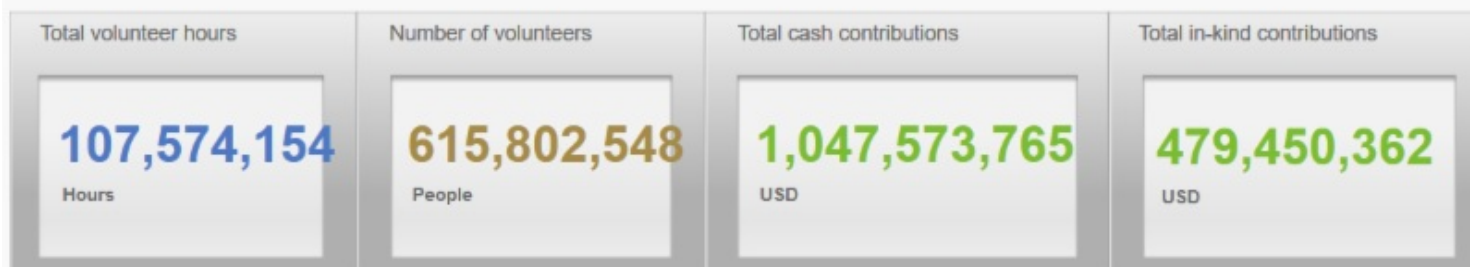 Total volunteer hours
107,574,154
Hours
Number of volunteers
615,802,548
People
Total cash contributions
1,047,573,765
USD
Total in-kind contributions
479,450,362
USD